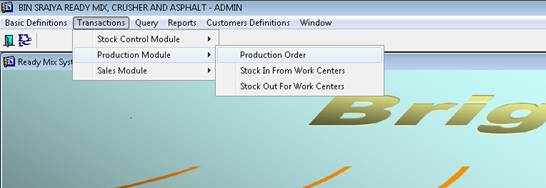 BIN SRAIYA READY MIX, CRUSHER AND ASPHALT - ADMIN
Basic Definitions Transactions Query Reports Customers Definitions Window
Stock Control Module
Production Module
Sales Module
Production Order
Stock In From Work Centers
Stock Out For Work Centers
Ready Mix Syst
Brig